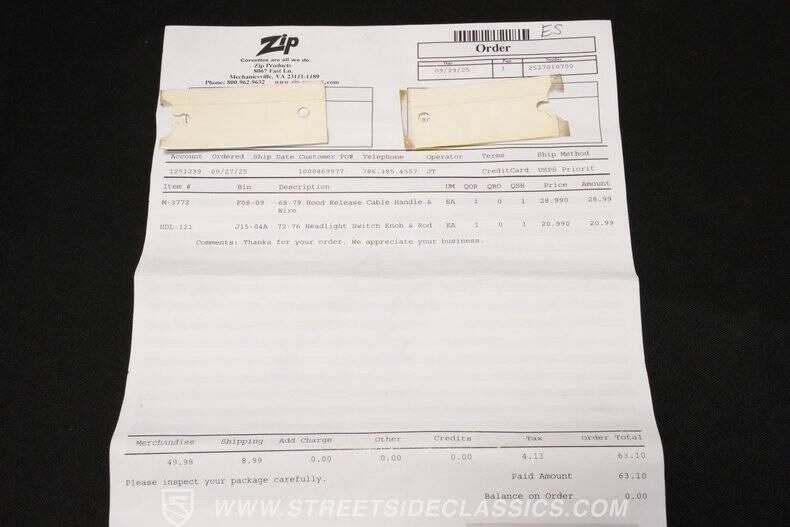 Zip
Corvettes are all we do.
Zip Products
8067 Fast Ln.
Mechanicsville, VA 23111-1189
Phone: 800.962.9632
ES
Order
Date Page Number
09/29/25 1 2527010700
Account Ordered Ship Date Customer PO# Telephone Operator Terms Ship Method
1251239 09/27/25 1000869977 786.385.4557 JT CreditCard USPS Priorit
Item # Bin Description UM QOR QBO QSH Price Amount
M-3772 F08-09 68-79 Hood Release Cable Handle & EA 1 0 1 28.990 28.99
Wire
HDL-121 J15-04A 72-76 Headlight Switch Knob & Rod EA 1 0 1 20.990 20.99
Comments: Thanks for your order. We appreciate your business.
Merchandise Shipping Add Charge Other Credits Tax Order Total
49.98 8.99 0.00 0.00 0.00 4.13 63.10
Please inspect your package carefully. Paid Amount 63.10
Balance on Order 0.00
WWW.STREETSIDECLASSICS.COM